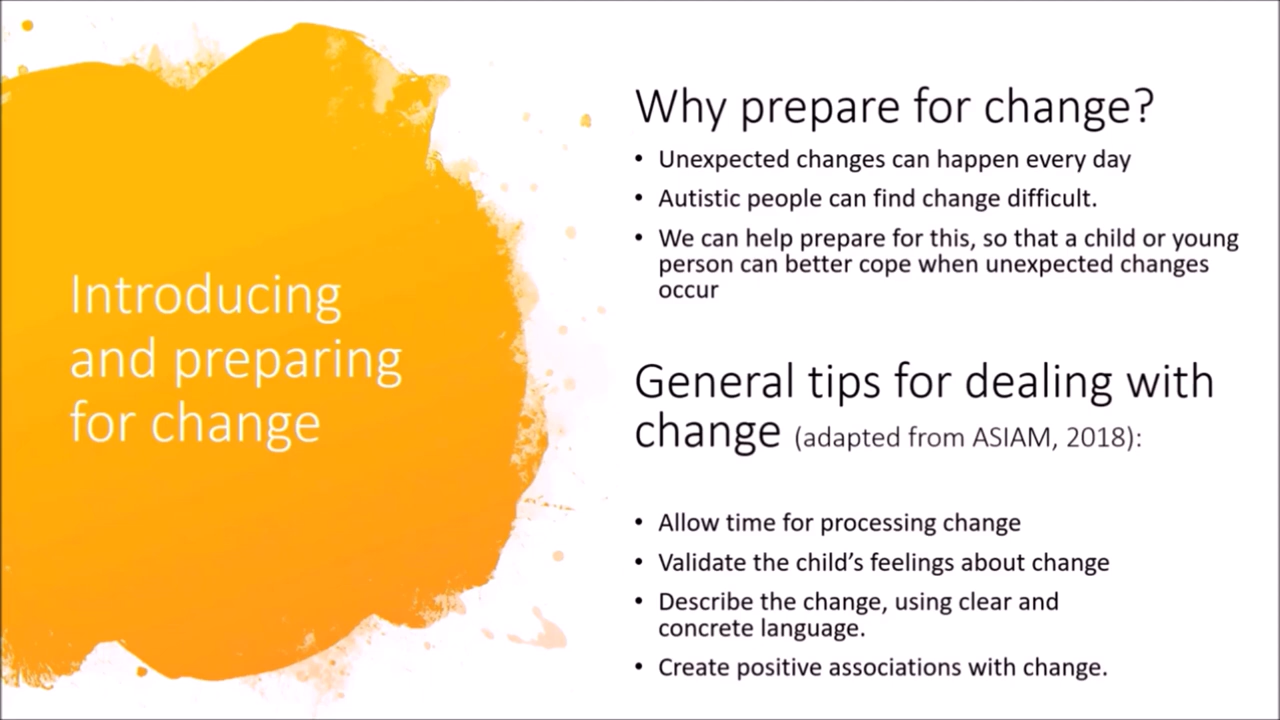 Introducing
and preparing
for change
Why prepare for change?
• Unexpected changes can happen every day
• Autistic people can find change difficult.
• We can help prepare for this, so that a child or young
person can better cope when unexpected changes
occur
General tips for dealing with
change (adapted from ASIAM, 2018):
• Allow time for processing change
• Validate the child’s feelings about change
• Describe the change, using clear and
concrete language.
• Create positive associations with change.